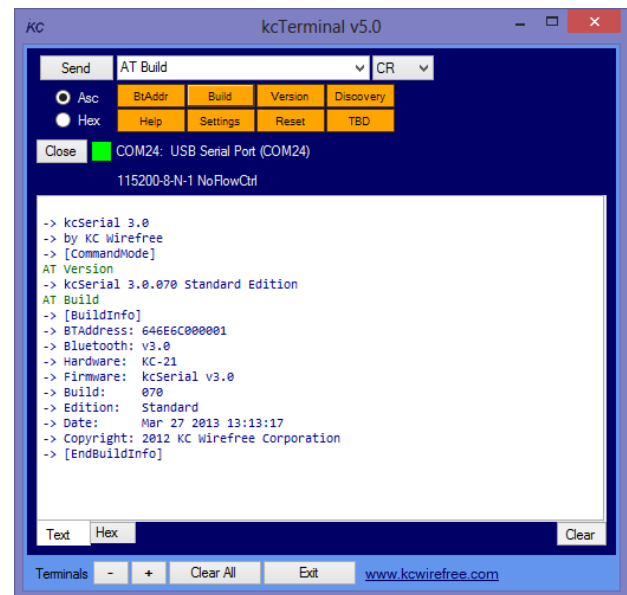 KC kcTerminal v5.0
Send AT Build CR
Asc BtAddr Build Version Discovery
Hex Help Settings Reset TBD
Close COM24: USB Serial Port (COM24)
115200-8-N-1 NoFlowCtrl
-> kcSerial 3.0
-> by KC Wirefree
-> [CommandMode]
AT Version
-> kcSerial 3.0.070 Standard Edition
AT Build
-> [BuildInfo]
-> BTAddress: 646E6C000001
-> Bluetooth: v3.0
-> Hardware: KC-21
-> Firmware: kcSerial v3.0
-> Build: 070
-> Edition: Standard
-> Date: Mar 27 2013 13:13:17
-> Copyright: 2012 KC Wirefree Corporation
-> [EndBuildInfo]
Text Hex Clear
Terminals - + Clear All Exit www.kcwirefree.com